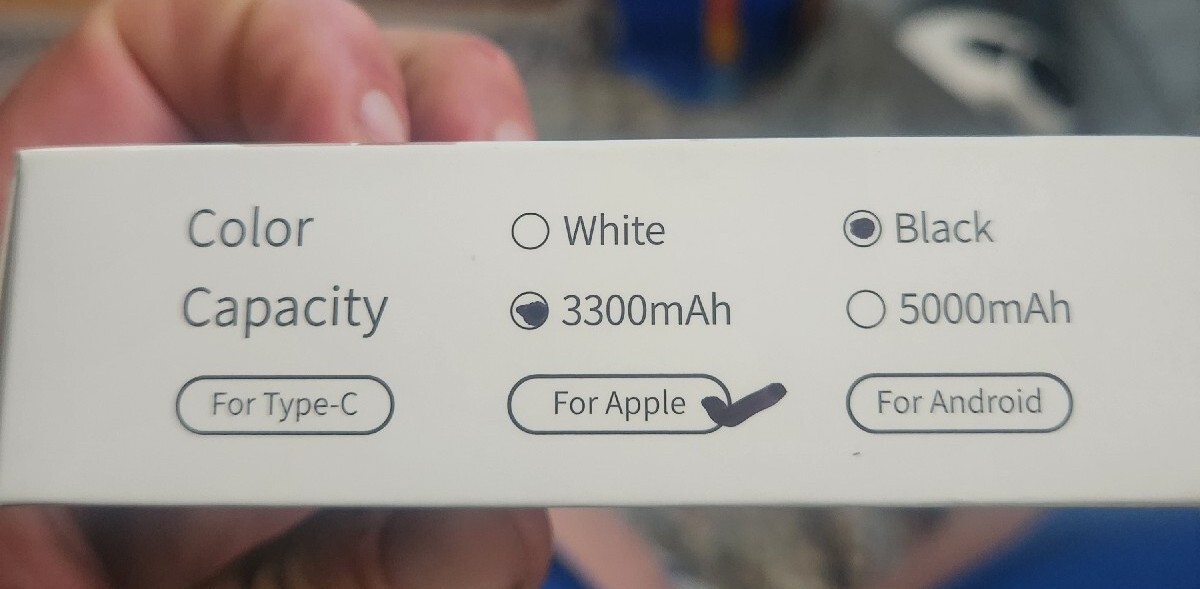 Color White Black
Capacity 3300mAh 5000mAh
For Type-C For Apple For Android